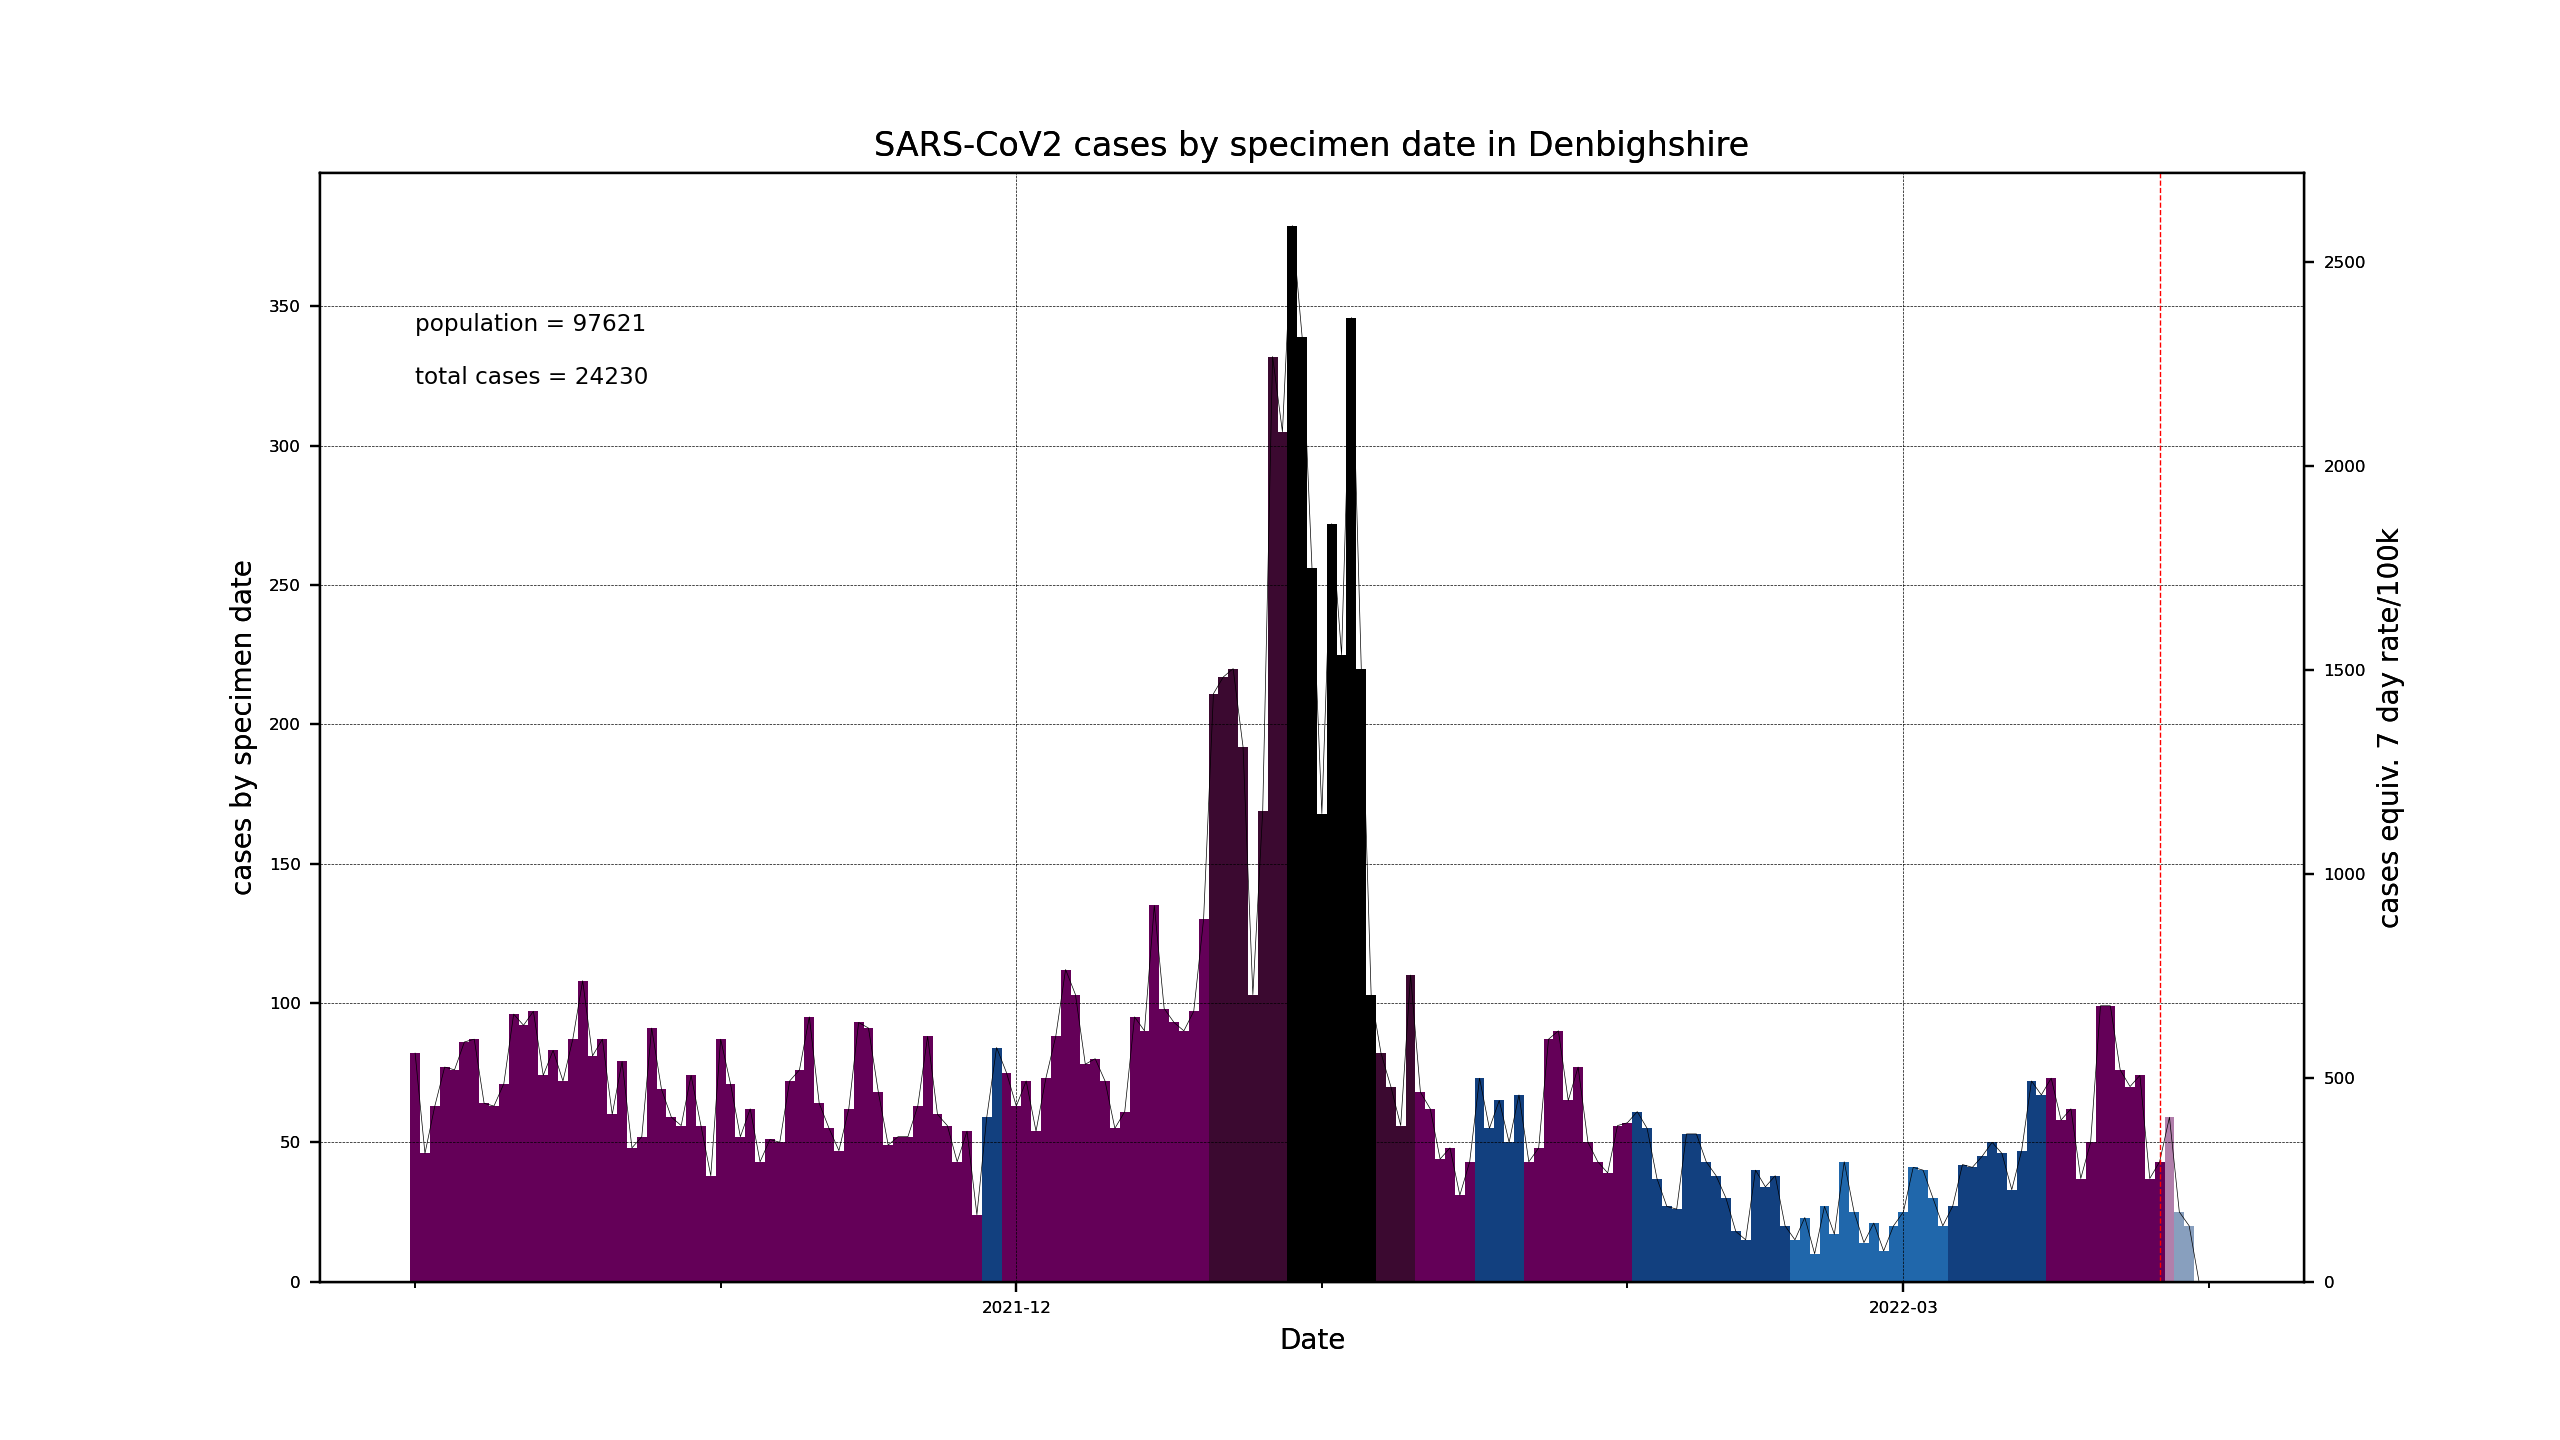 SARS-CoV2 cases by specimen date in Denbighshire
population = 97621
total cases = 24230
cases by specimen date
350
300
250
200
150
100
50
0
2500
2000
1500
1000
500
0
cases equiv. 7 day rate/100k
2021-12
2022-03
Date